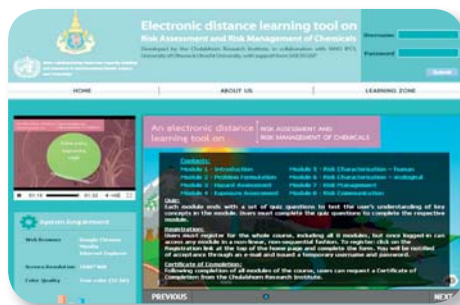 Electronic distance learning tool on
Risk Assessment and Risk Management of Chemicals
Developed by the Chulabhorn Research Institute, in collaboration with WHO IPCS,
Username
Password
Submit
HOME
ABOUT US
LEARNING ZONE
An electronic distance
learning tool on
RISK ASSESSMENT AND
RISK MANAGEMENT OF CHEMICALS
Contents:
Module 1 - Introduction
Module 2 - Problem Formulation
Module 3 - Hazard Assessment
Module 4 - Exposure Assessment
Module 5 - Risk Characterisation - human
Module 6 - Risk Characterisation - ecological
Module 7 - Risk Management
Module 8 - Risk Communication
Quiz:
Each module ends with a set of quiz questions to test the user's understanding of key
concepts in the module. Users must complete the quiz questions to complete the respective
module.
Registration:
Users must register for the whole course, including all 8 modules, but once logged in can
access any module in a non-linear, non-sequential fashion. To register: click on the
Registration link at the top of the home page and complete the form. You will be notified
of acceptance through an e-mail and issued a temporary username and password.
Certificate of Completion:
Following completion of all modules of the course, users can request a Certificate of
Completion from the Chulabhorn Research Institute.
System Requirement
Web Browser
Google Chrome
Mozilla
Internet Explorer
Screen Resolution
Color Quality
PREVIOUS
NEXT